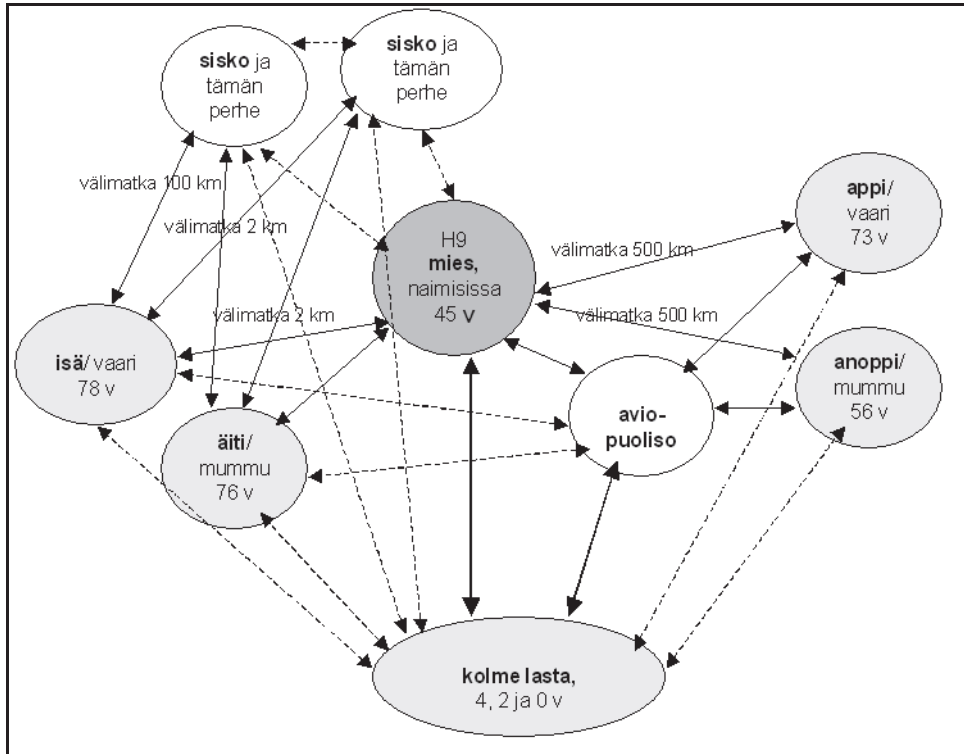 sisko ja
tämän
perhe
sisko ja
tämän
perhe
välimatka 100 km
välimatka 2 km
appi/
vaari
73 v
H9
mies,
naimisissa
45 v
välimatka 500 km
välimatka 2 km
välimatka 500 km
isä/ vaari
78 v
anoppi/
mummu
56 v
avio-
puoliso
äiti/
mummu
76 v
kolme lasta,
4, 2 ja 0 v